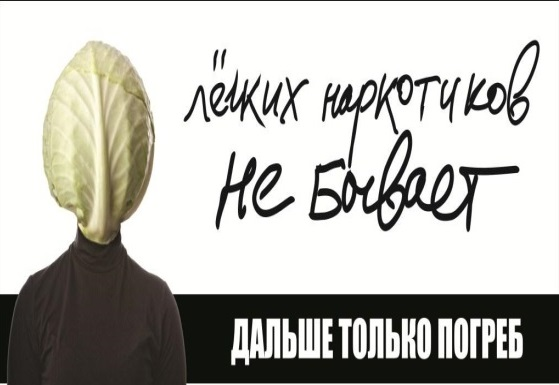 лёгких наркотиков
не бывает
ДАЛЬШЕ ТОЛЬКО ПОГРЕБ